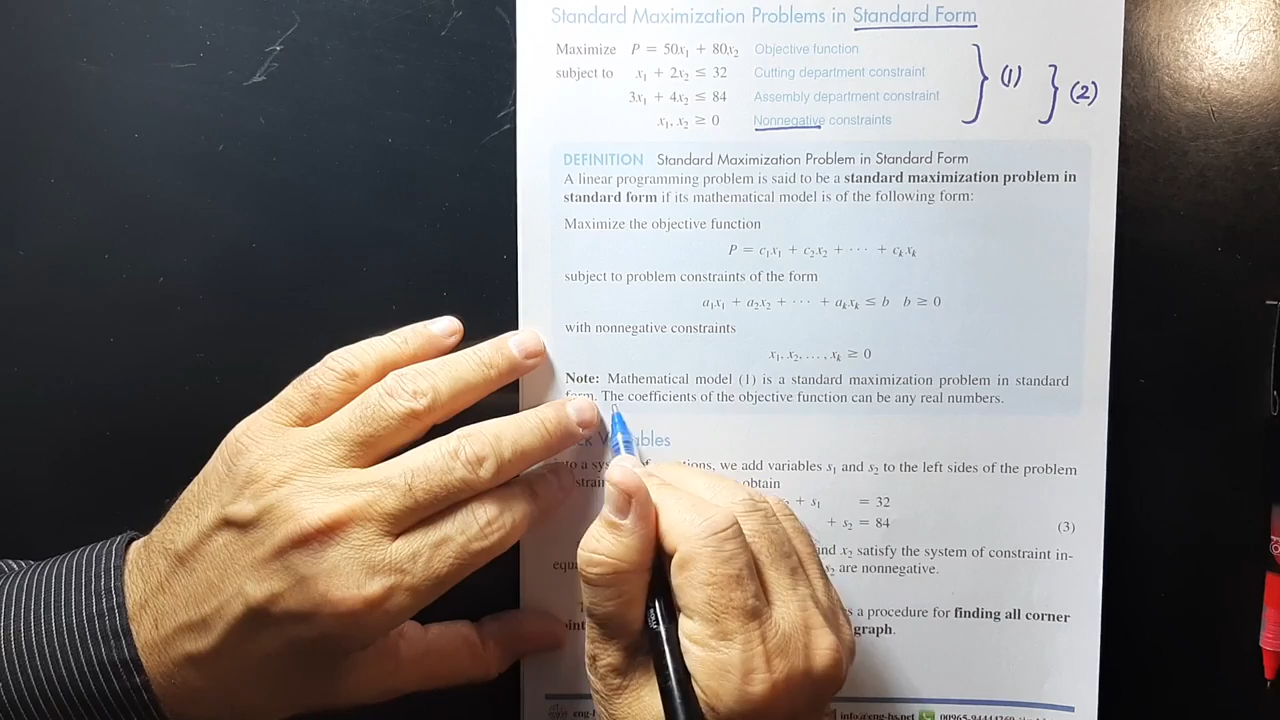 Standard Maximization Problems in Standard Form
Maximize P = 50x₁ + 80x₂ Objective function
subject to x₁ + 2x₂ ≤ 32 Cutting department constraint
3x₁ + 4x₂ ≤ 84 Assembly department constraint
x₁, x₂ ≥ 0 Nonnegative constraints
(1)
(2)
DEFINITION Standard Maximization Problem in Standard Form
A linear programming problem is said to be a standard maximization problem in
standard form if its mathematical model is of the following form:
Maximize the objective function
P = c₁x₁ + c₂x₂ + ··· + cₖxₖ
subject to problem constraints of the form
a₁x₁ + a₂x₂ + ··· + aₖxₖ ≤ b b ≥ 0
with nonnegative constraints
x₁, x₂, ..., xₖ ≥ 0
Note: Mathematical model (1) is a standard maximization problem in standard
form. The coefficients of the objective function can be any real numbers.
we add variables s₁ and s₂ to the left sides of the problem
obtain
+ s₁ = 32
+ s₂ = 84 (3)
and x₂ satisfy the system of constraint in-
are nonnegative.
a procedure for finding all corner
graph.
info@eng-hs.net